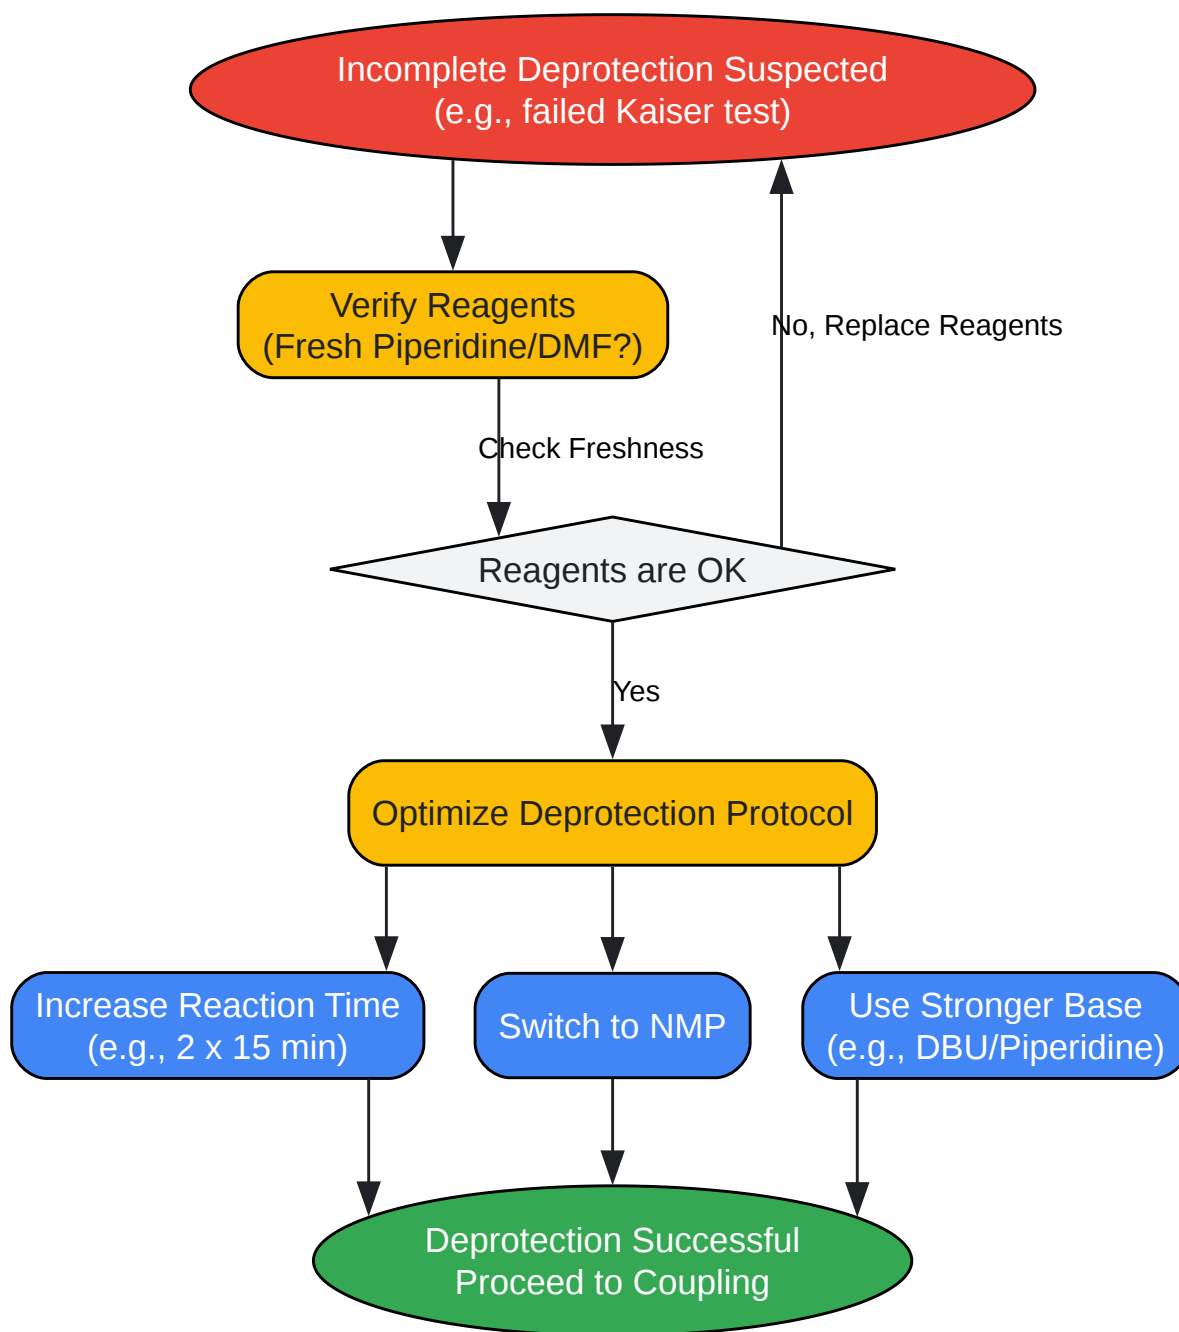 Incomplete Deprotection Suspected
(e.g., failed Kaiser test)
Verify Reagents
(Fresh Piperidine/DMF?)
No, Replace Reagents
Check Freshness
Reagents are OK
Yes
Optimize Deprotection Protocol
Increase Reaction Time
(e.g., 2 x 15 min)
Switch to NMP
Use Stronger Base
(e.g., DBU/Piperidine)
Deprotection Successful
Proceed to Coupling